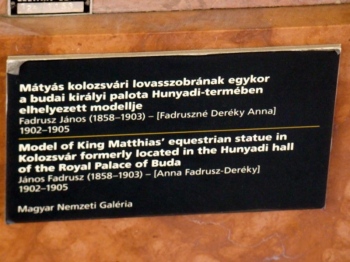 Mátyás kolozsvári lovasszobrának egykor
a budai királyi palota Hunyadi-termében
elhelyezett modellje
Fadrusz János (1858–1903) – [Fadruszné Deréky Anna]
1902–1905
Model of King Matthias' equestrian statue in
Kolozsvár formerly located in the Hunyadi hall
of the Royal Palace of Buda
János Fadrusz (1858–1903) – [Anna Fadrusz-Deréky]
1902–1905
Magyar Nemzeti Galéria